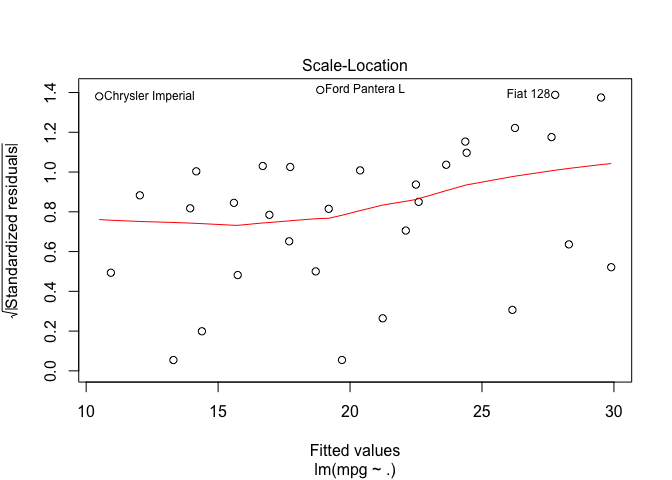 Scale-Location
√|Standardized residuals|
1.4
1.2
1.0
0.8
0.6
0.4
0.2
0.0
Chrysler Imperial
Ford Pantera L
Fiat 128
10 15 20 25 30
Fitted values
lm(mpg ~ .)